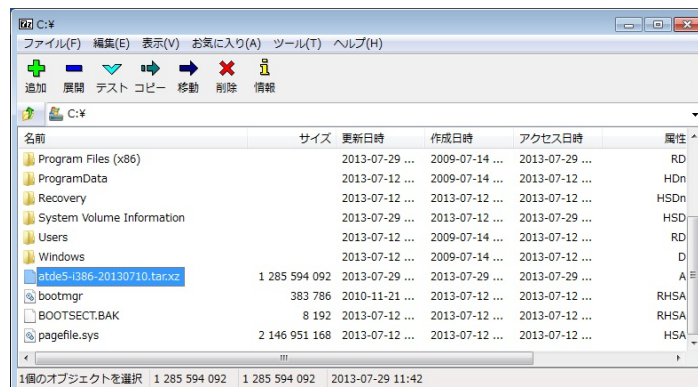 C:¥
ファイル(F) 編集(E) 表示(V) お気に入り(A) ツール(T) ヘルプ(H)
追加 展開 テスト コピー 移動 削除 情報
C:¥
名前 サイズ 更新日時 作成日時 アクセス日時 属性
Program Files (x86) 2013-07-29 ... 2009-07-14 ... 2013-07-29 ... RD
ProgramData 2013-07-12 ... 2009-07-14 ... 2013-07-12 ... HDn
Recovery 2013-07-12 ... 2013-07-12 ... 2013-07-12 ... HSDn
System Volume Information 2013-07-29 ... 2013-07-12 ... 2013-07-29 ... HSD
Users 2013-07-12 ... 2009-07-14 ... 2013-07-12 ... RD
Windows 2013-07-12 ... 2009-07-14 ... 2013-07-12 ... D
atde5-i386-20130710.tar.xz 1 285 594 092 2013-07-29 ... 2013-07-29 ... 2013-07-29 ... A
bootmgr 383 786 2010-11-21 ... 2013-07-12 ... 2013-07-12 ... RHSA
BOOTSECT.BAK 8 192 2013-07-12 ... 2013-07-12 ... 2013-07-12 ... RHSA
pagefile.sys 2 146 951 168 2013-07-12 ... 2013-07-12 ... 2013-07-12 ... HSA
1個のオブジェクトを選択 1 285 594 092 1 285 594 092 2013-07-29 11:42